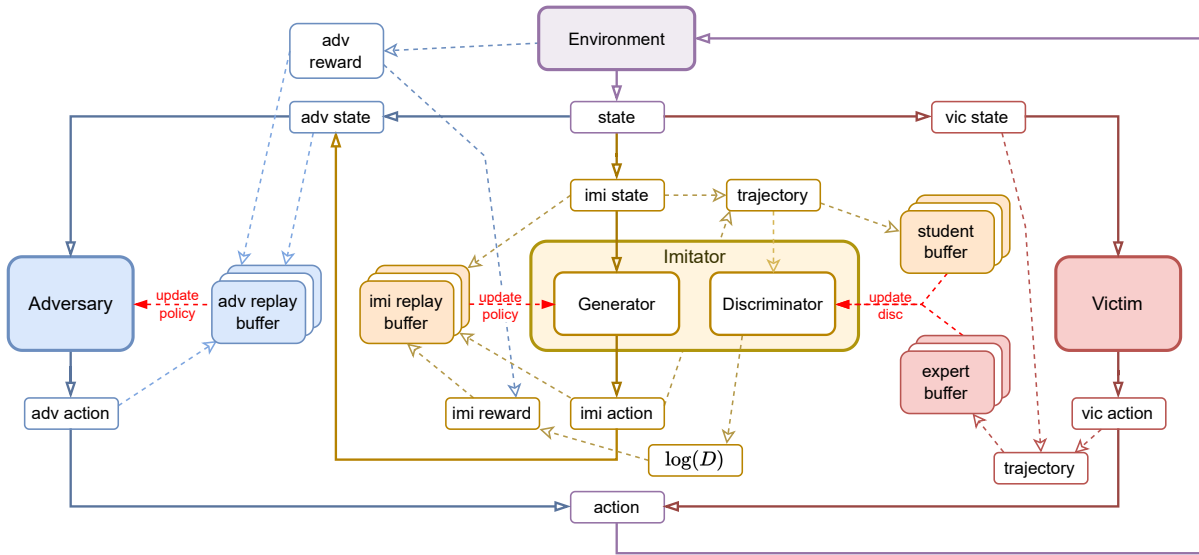 adv
reward
Environment
adv state
state
vic state
imi state
trajectory
student
buffer
Imitator
Adversary
update
policy
adv replay
buffer
imi replay
buffer
update
policy
Generator
Discriminator
update
disc
Victim
expert
buffer
adv action
imi reward
imi action
vic action
log(D)
trajectory
action